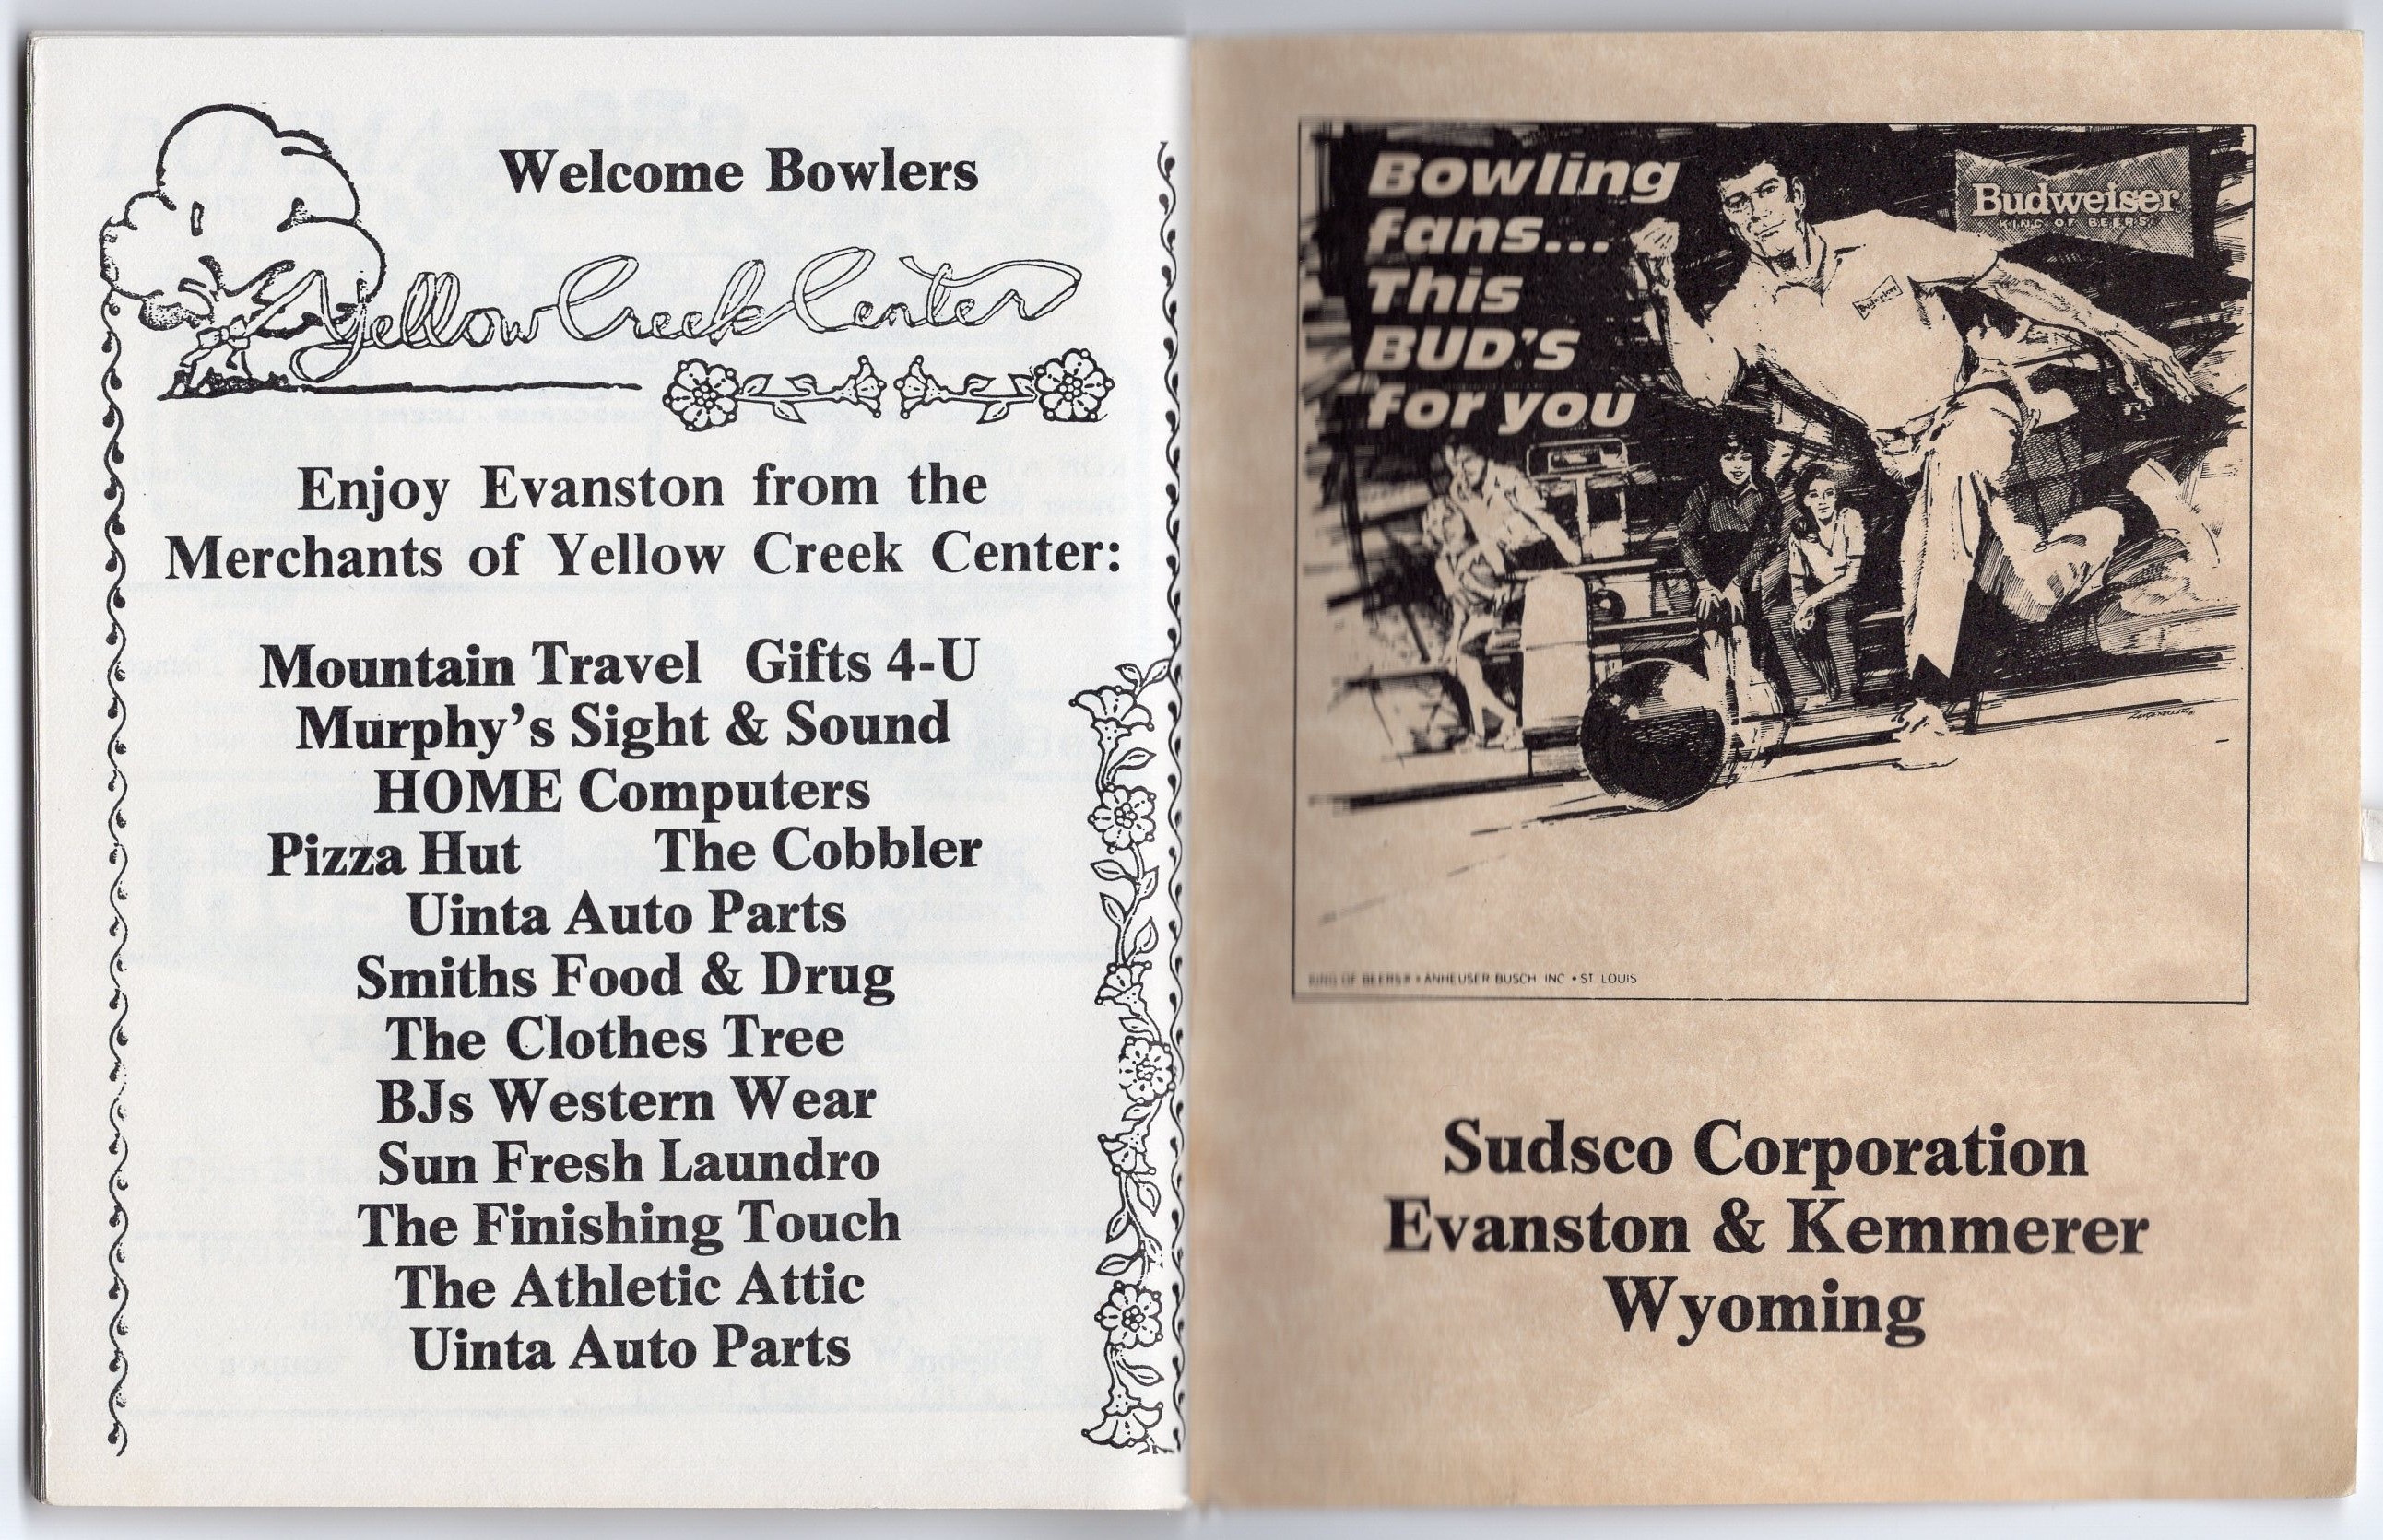 Welcome Bowlers
Yellow Creek Center
Enjoy Evanston from the
Merchants of Yellow Creek Center:
Mountain Travel Gifts 4-U
Murphy's Sight & Sound
HOME Computers
Pizza Hut The Cobbler
Uinta Auto Parts
Smiths Food & Drug
The Clothes Tree
BJs Western Wear
Sun Fresh Laundro
The Finishing Touch
The Athletic Attic
Uinta Auto Parts
Bowling
fans...
This
BUD'S
for you
Budweiser
KING OF BEERS
Budweiser
KING OF BEERS® • ANHEUSER BUSCH INC • ST LOUIS
Sudsco Corporation
Evanston & Kemmerer
Wyoming